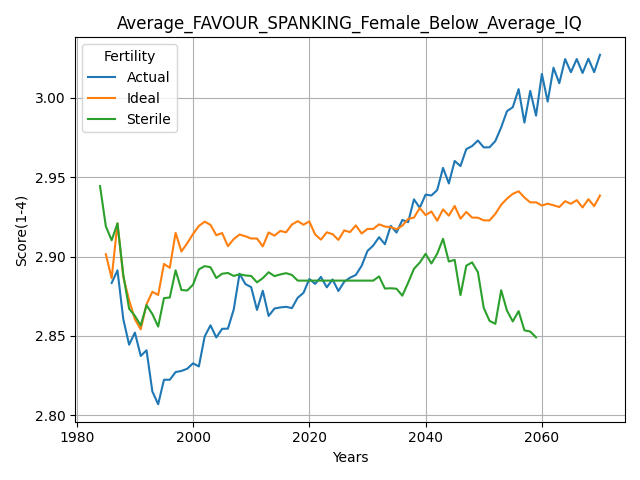 Average_FAVOUR_SPANKING_Female_Below_Average_IQ
Fertility
Actual
Ideal
Sterile
Score(1-4)
3.00
2.95
2.90
2.85
2.80
1980 2000 2020 2040 2060
Years